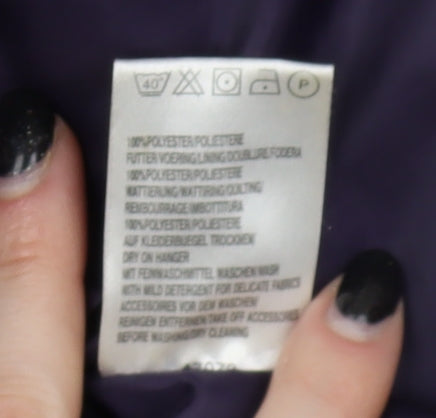 40° P
100%POLYESTER/POLIESTERE
FUTTER/VOERING/LINING/DOUBLURE/FODERA
100%POLYESTER/POLIESTERE
WATTIERUNG/WATTIRING/QUILTING
REMBOURRAGE/IMBOTTITURA
100%POLYESTER/POLIESTERE
AUF KLEIDERBUEGEL TROCKNEN
DRY ON HANGER
MIT FEINWASCHMITTEL WASCHEN WASH
WITH MILD DETERGENT FOR DELICATE FABRICS
ACCESSOIRES VOR DEM WASCHEN/
REINIGEN ENTFERNEN TAKE OFF ACCESSORIES
BEFORE WASHING/DRY CLEANING